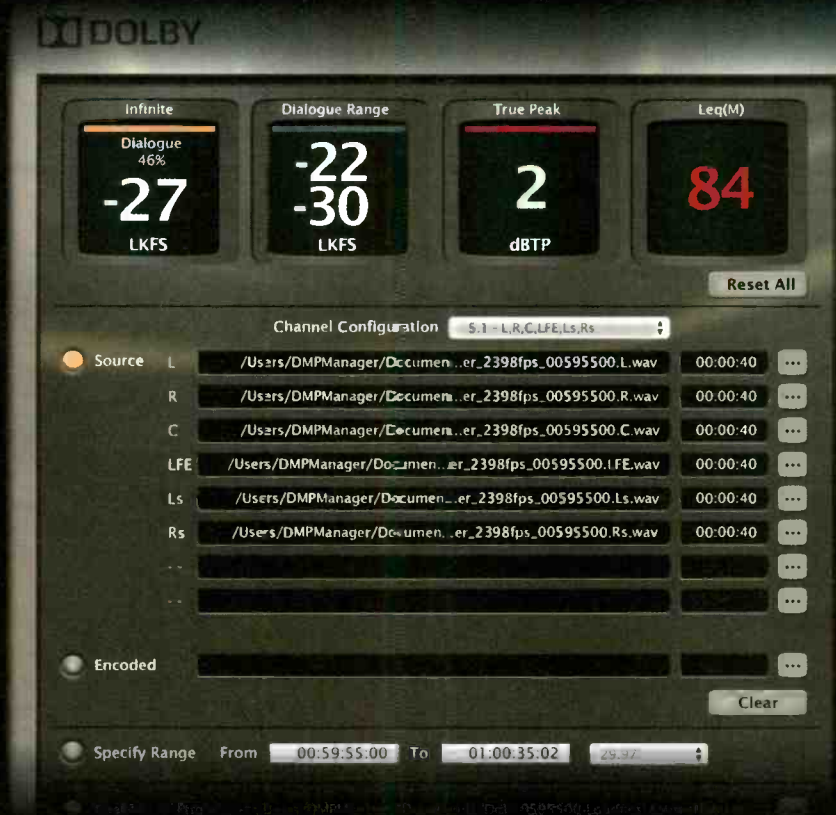 DOLBY
Infinite Dialogue Range True Peak Leq(M)
Dialogue
46%
-27
LKFS
-22
-30
LKFS
2
dBTP
84
Reset All
Channel Configuration 5.1 - L,R,C,LFE,Ls,Rs
Source L /Users/DMPManager/Documen...er_2398fps_00595500.L.wav 00:00:40 ...
R /Users/DMPManager/Documen...er_2398fps_00595500.R.wav 00:00:40 ...
C /Users/DMPManager/Documen...er_2398fps_00595500.C.wav 00:00:40 ...
LFE /Users/DMPManager/Documen...er_2398fps_00595500.LFE.wav 00:00:40 ...
Ls /Users/DMPManager/Documen...er_2398fps_00595500.Ls.wav 00:00:40 ...
Rs /Users/DMPManager/Documen...er_2398fps_00595500.Rs.wav 00:00:40 ...
-- ...
-- ...
Encoded ...
Clear
Specify Range From 00:59:55:00 To 01:00:35:02 29.97